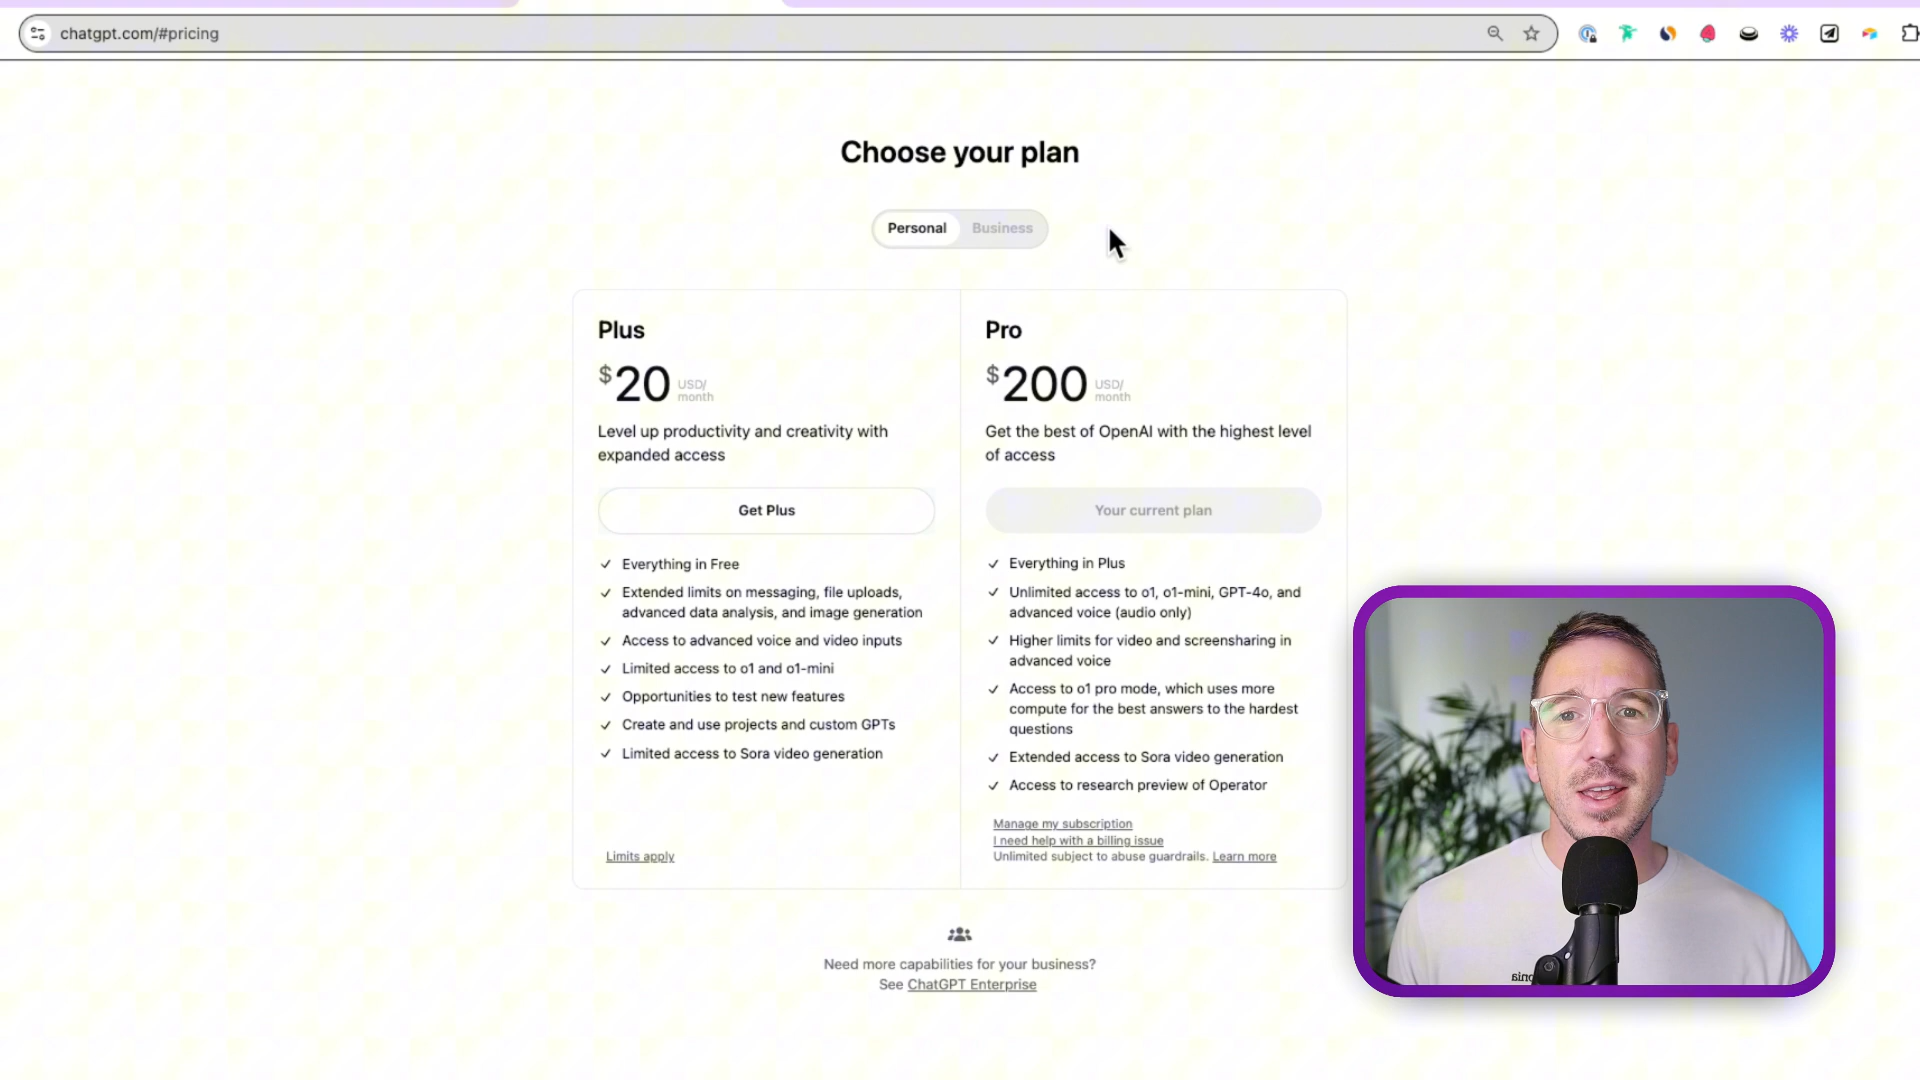 chatgpt.com/#pricing
Choose your plan
Personal Business
Plus
$20 USD/
month
Level up productivity and creativity with
expanded access
Get Plus
Everything in Free
Extended limits on messaging, file uploads,
advanced data analysis, and image generation
Access to advanced voice and video inputs
Limited access to o1 and o1-mini
Opportunities to test new features
Create and use projects and custom GPTs
Limited access to Sora video generation
Limits apply
Pro
$200 USD/
month
Get the best of OpenAI with the highest level
of access
Your current plan
Everything in Plus
Unlimited access to o1, o1-mini, GPT-4o, and
advanced voice (audio only)
Higher limits for video and screensharing in
advanced voice
Access to o1 pro mode, which uses more
compute for the best answers to the hardest
questions
Extended access to Sora video generation
Access to research preview of Operator
Manage my subscription
I need help with a billing issue
Unlimited subject to abuse guardrails. Learn more
Need more capabilities for your business?
See ChatGPT Enterprise